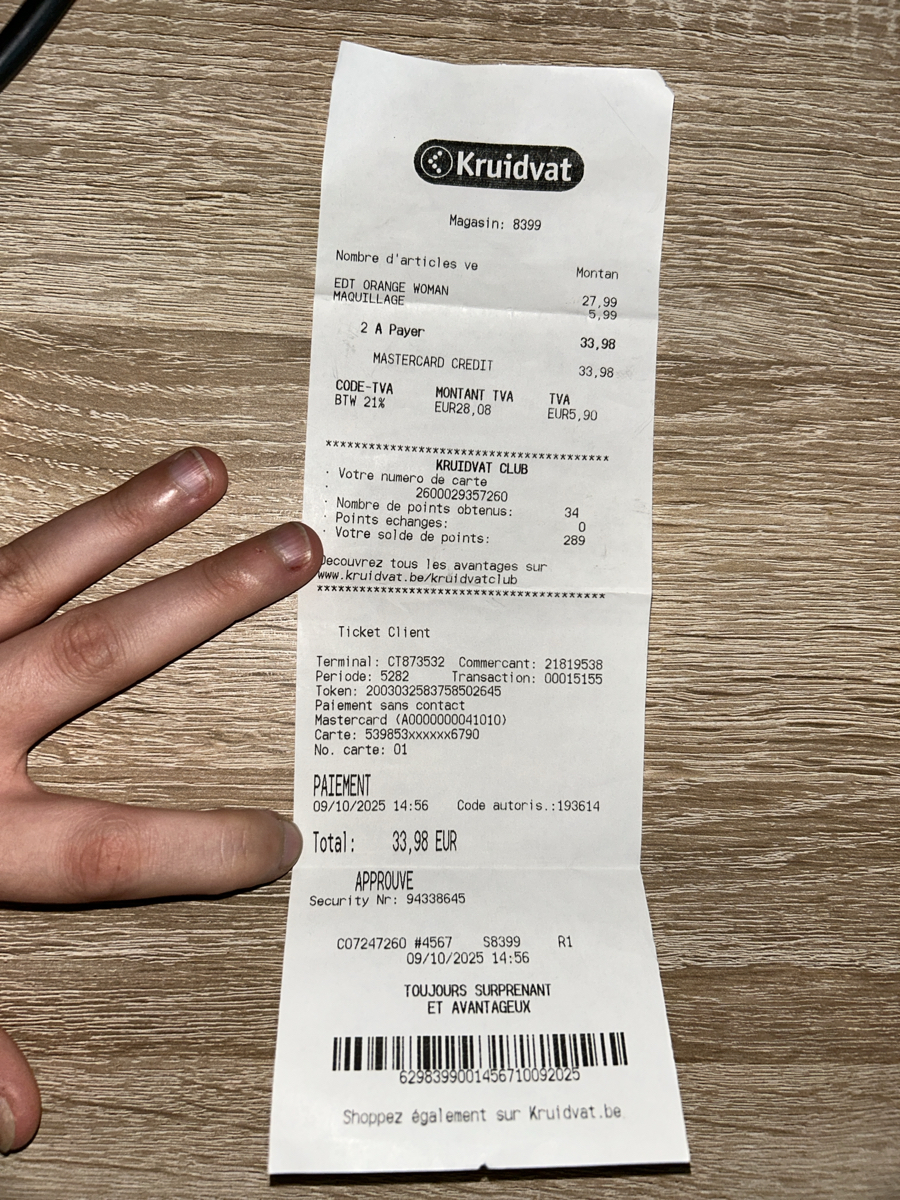 Kruidvat
Magasin: 8399
Nombre d'articles ve Montan
EDT ORANGE WOMAN 27,99
MAQUILLAGE 5,99
2 A Payer 33,98
MASTERCARD CREDIT 33,98
CODE-TVA MONTANT TVA TVA
BTW 21% EUR28,08 EUR5,90
****************************************
KRUIDVAT CLUB
· Votre numero de carte
· 2600029357260
· Nombre de points obtenus: 34
· Points echanges: 0
· Votre solde de points: 289
Decouvrez tous les avantages sur
www.kruidvat.be/kruidvatclub
****************************************
Ticket Client
Terminal: CT873532 Commercant: 21819538
Periode: 5282 Transaction: 00015155
Token: 2003032583758502645
Paiement sans contact
Mastercard (A0000000041010)
Carte: 539853xxxxxx6790
No. carte: 01
PAIEMENT
09/10/2025 14:56 Code autoris.:193614
Total: 33,98 EUR
APPROUVE
Security Nr: 94338645
C07247260 #4567 S8399 R1
09/10/2025 14:56
TOUJOURS SURPRENANT
ET AVANTAGEUX
6298399001456710092025
Shoppez également sur Kruidvat.be